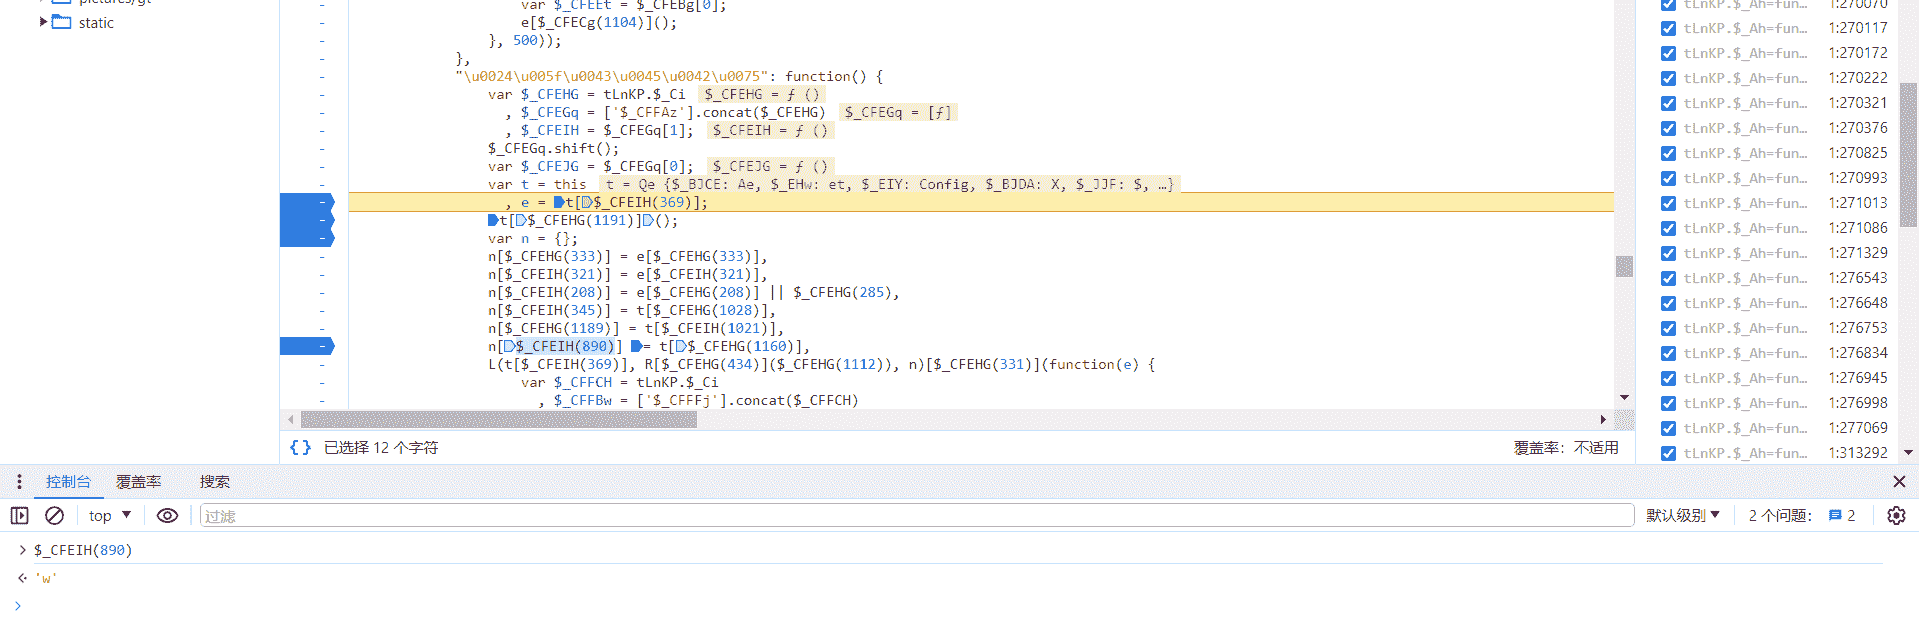 pictures/gt
static
var $_CFEEt = $_CFEBg[0];
e[$_CFECg(1104)]();
}, 500));
},
"\u0024\u005f\u0043\u0045\u0042\u0075": function() {
var $_CFEHG = tLnKP.$_Ci $_CFEHG = ƒ ()
, $_CFEGq = ['$_CFFAz'].concat($_CFEHG) $_CFEGq = [ƒ]
, $_CFEIH = $_CFEGq[1]; $_CFEIH = ƒ ()
$_CFEGq.shift();
var $_CFEJG = $_CFEGq[0]; $_CFEJG = ƒ ()
var t = this t = Qe {$_BJCE: Ae, $_EHw: et, $_EIY: Config, $_BJDA: X, $_JJF: $, …}
, e = t[$_CFEIH(369)];
t[$_CFEHG(1191)]();
var n = {};
n[$_CFEHG(333)] = e[$_CFEHG(333)],
n[$_CFEIH(321)] = e[$_CFEIH(321)],
n[$_CFEIH(208)] = e[$_CFEHG(208)] || $_CFEHG(285),
n[$_CFEIH(345)] = t[$_CFEHG(1028)],
n[$_CFEHG(1189)] = t[$_CFEIH(1021)],
n[$_CFEIH(890)] = t[$_CFEHG(1160)],
L(t[$_CFEIH(369)], R[$_CFEHG(434)]($_CFEHG(1112)), n)[$_CFEHG(331)](function(e) {
var $_CFFCH = tLnKP.$_Ci
, $_CFFBw = ['$_CFFFj'].concat($_CFFCH)
{} 已选择 12 个字符
覆盖率：不适用
tLnKP.$_Ah=fun… 1:270070
tLnKP.$_Ah=fun… 1:270117
tLnKP.$_Ah=fun… 1:270172
tLnKP.$_Ah=fun… 1:270222
tLnKP.$_Ah=fun… 1:270321
tLnKP.$_Ah=fun… 1:270376
tLnKP.$_Ah=fun… 1:270825
tLnKP.$_Ah=fun… 1:270993
tLnKP.$_Ah=fun… 1:271013
tLnKP.$_Ah=fun… 1:271086
tLnKP.$_Ah=fun… 1:271329
tLnKP.$_Ah=fun… 1:276543
tLnKP.$_Ah=fun… 1:276648
tLnKP.$_Ah=fun… 1:276753
tLnKP.$_Ah=fun… 1:276834
tLnKP.$_Ah=fun… 1:276945
tLnKP.$_Ah=fun… 1:276998
tLnKP.$_Ah=fun… 1:277069
tLnKP.$_Ah=fun… 1:313292
控制台 覆盖率 搜索
top 过滤 默认级别 2 个问题： 2
> $_CFEIH(890)
'w'
>